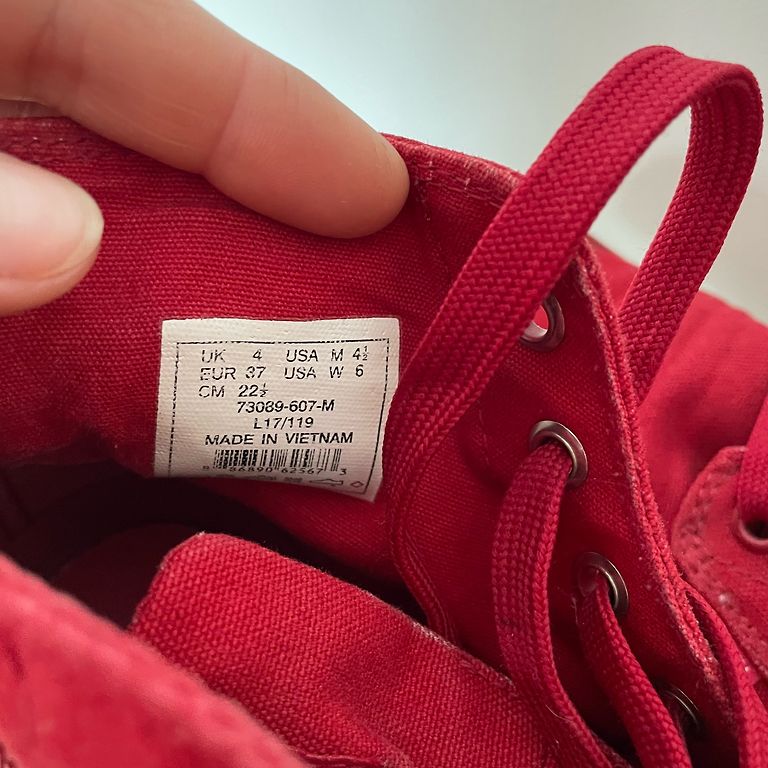 UK 4 USA M 4½
EUR 37 USA W 6
CM 22½
73089-607-M
L17/119
MADE IN VIETNAM